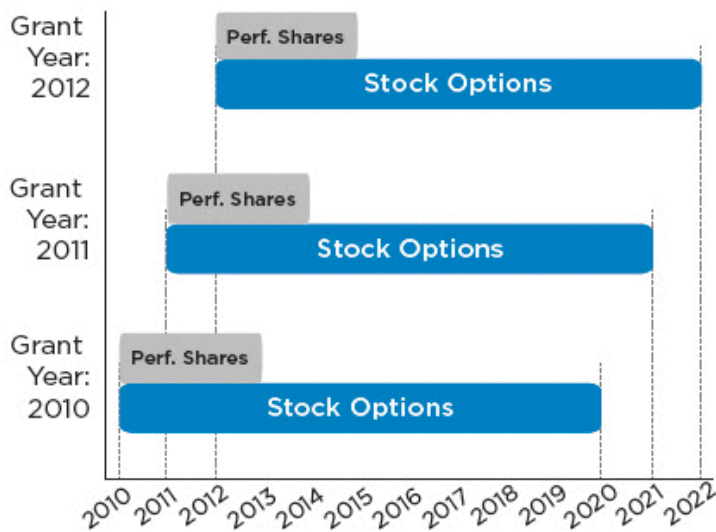 Grant
Year:
2012
Perf. Shares
Stock Options
Grant
Year:
2011
Perf. Shares
Stock Options
Grant
Year:
2010
Perf. Shares
Stock Options
2010 2011 2012 2013 2014 2015 2016 2017 2018 2019 2020 2021 2022